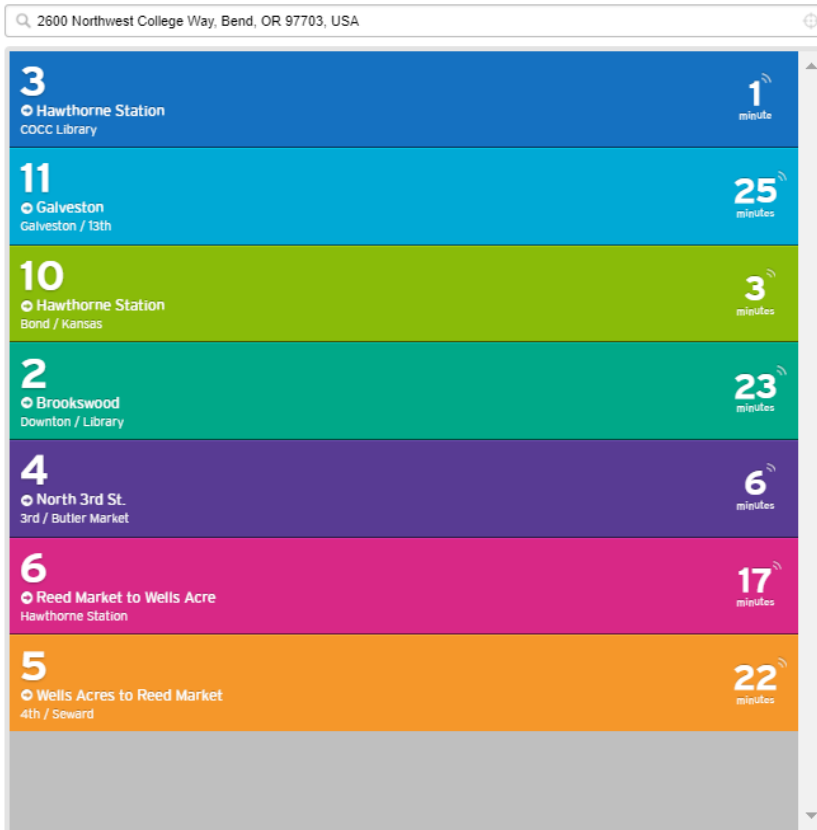 2600 Northwest College Way, Bend, OR 97703, USA
3
Hawthorne Station
COCC Library
1
minute
11
Galveston
Galveston / 13th
25
minutes
10
Hawthorne Station
Bond / Kansas
3
minutes
2
Brookswood
Downton / Library
23
minutes
4
North 3rd St.
3rd / Butler Market
6
minutes
6
Reed Market to Wells Acre
Hawthorne Station
17
minutes
5
Wells Acres to Reed Market
4th / Seward
22
minutes